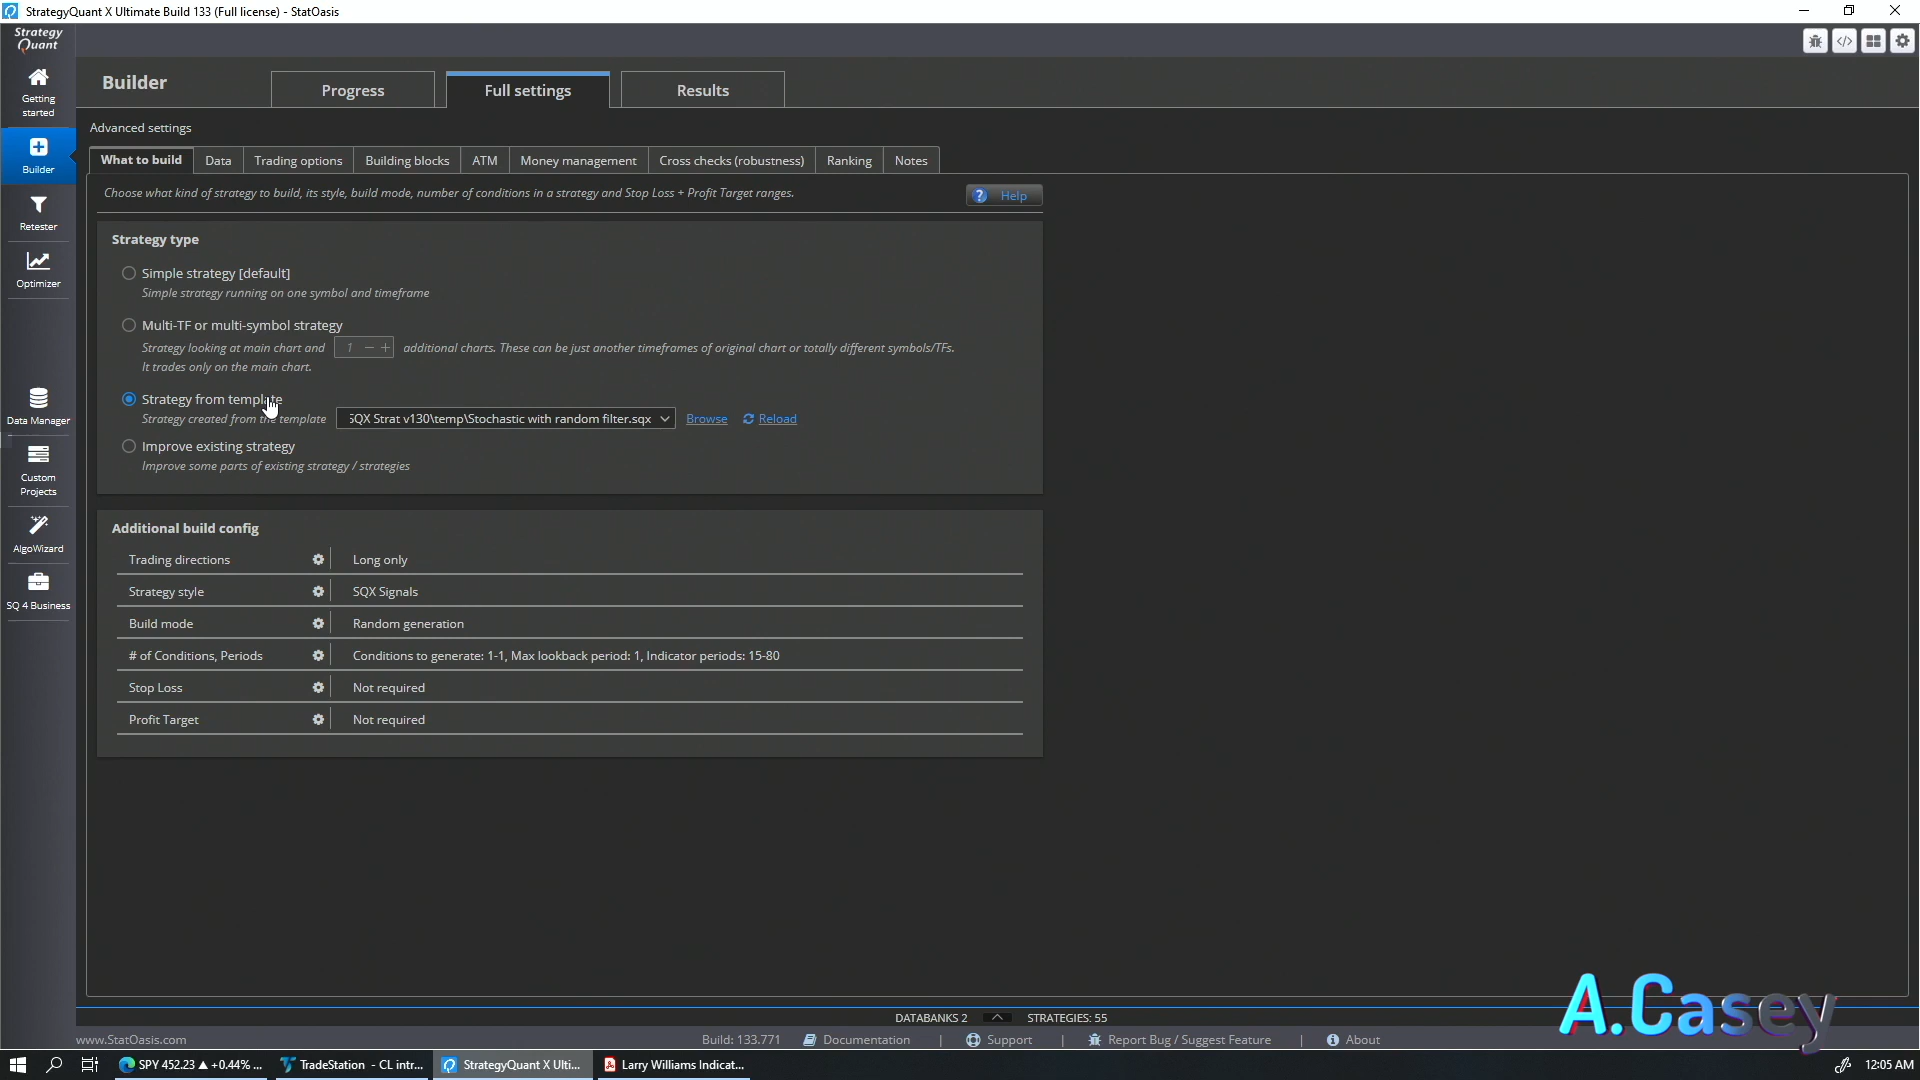 StrategyQuant X Ultimate Build 133 (Full license) - StatOasis
Strategy
Quant
Getting
started
Builder
Retester
Optimizer
Data Manager
Custom
Projects
AlgoWizard
SQ 4 Business
Builder
Progress
Full settings
Results
Advanced settings
What to build
Data
Trading options
Building blocks
ATM
Money management
Cross checks (robustness)
Ranking
Notes
Choose what kind of strategy to build, its style, build mode, number of conditions in a strategy and Stop Loss + Profit Target ranges.
? Help
Strategy type
Simple strategy [default]
Simple strategy running on one symbol and timeframe
Multi-TF or multi-symbol strategy
Strategy looking at main chart and 1 − + additional charts. These can be just another timeframes of original chart or totally different symbols/TFs.
It trades only on the main chart.
Strategy from template
Strategy created from the template SQX Strat v130\temp\Stochastic with random filter.sqx Browse Reload
Improve existing strategy
Improve some parts of existing strategy / strategies
Additional build config
Trading directions Long only
Strategy style SQX Signals
Build mode Random generation
# of Conditions, Periods Conditions to generate: 1-1, Max lookback period: 1, Indicator periods: 15-80
Stop Loss Not required
Profit Target Not required
A.Casey
DATABANKS 2 STRATEGIES: 55
www.StatOasis.com Build: 133.771 Documentation | Support | Report Bug / Suggest Feature | About
SPY 452.23 ▲ +0.44% ... TradeStation - CL intr... StrategyQuant X Ulti... Larry Williams Indicat... 12:05 AM